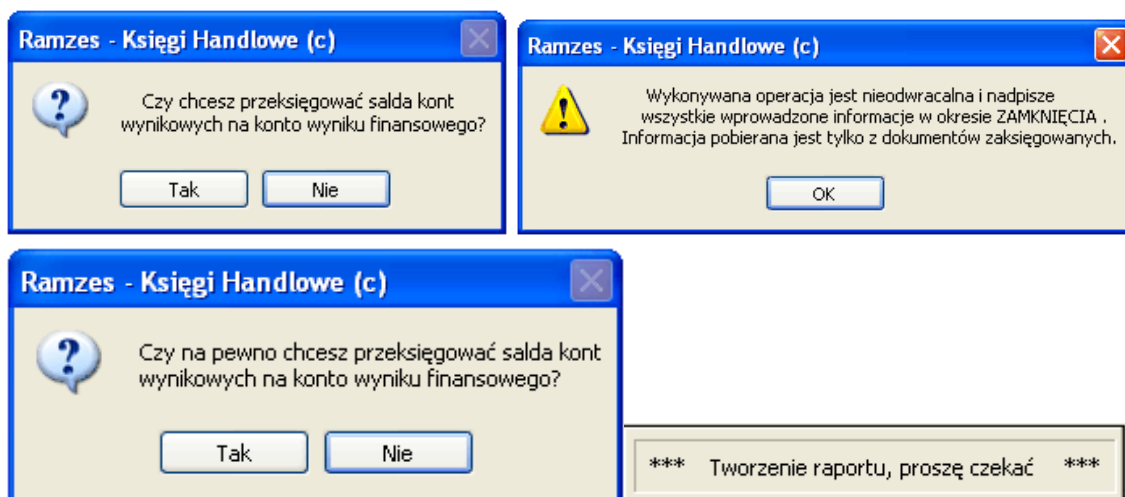 Ramzes - Księgi Handlowe (c)
Czy chcesz przeksięgować salda kont
wynikowych na konto wyniku finansowego?
Tak
Nie
Ramzes - Księgi Handlowe (c)
Wykonywana operacja jest nieodwracalna i nadpisze
wszystkie wprowadzone informacje w okresie ZAMKNIĘCIA .
Informacja pobierana jest tylko z dokumentów zaksięgowanych.
OK
Ramzes - Księgi Handlowe (c)
Czy na pewno chcesz przeksięgować salda kont
wynikowych na konto wyniku finansowego?
Tak
Nie
*** Tworzenie raportu, proszę czekać ***